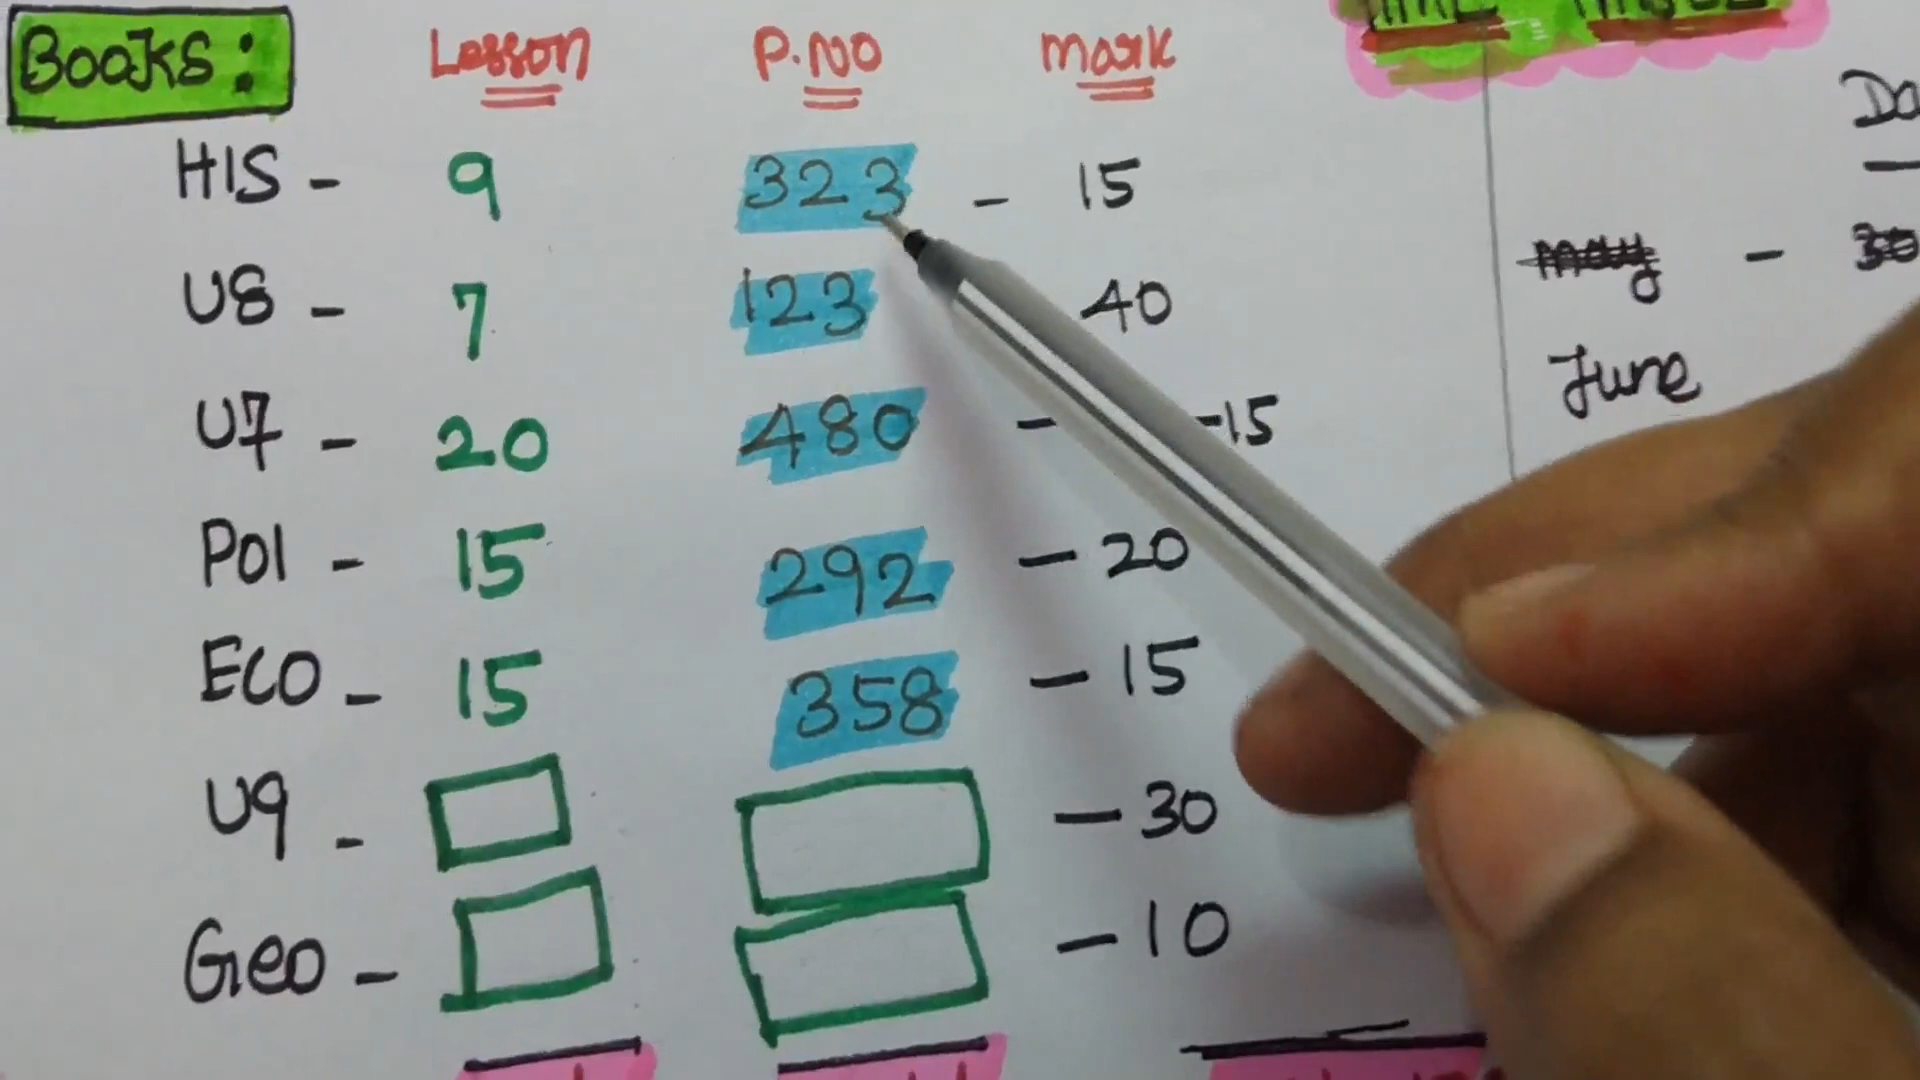 Books: Lesson P.No Mark
HIS - 9 323 - 15
U8 - 7 123 40
U7 - 20 480 - -15
Pol - 15 292 - 20
ECO - 15 358 - 15
U9 - - 30
Geo - - 10
may -
June